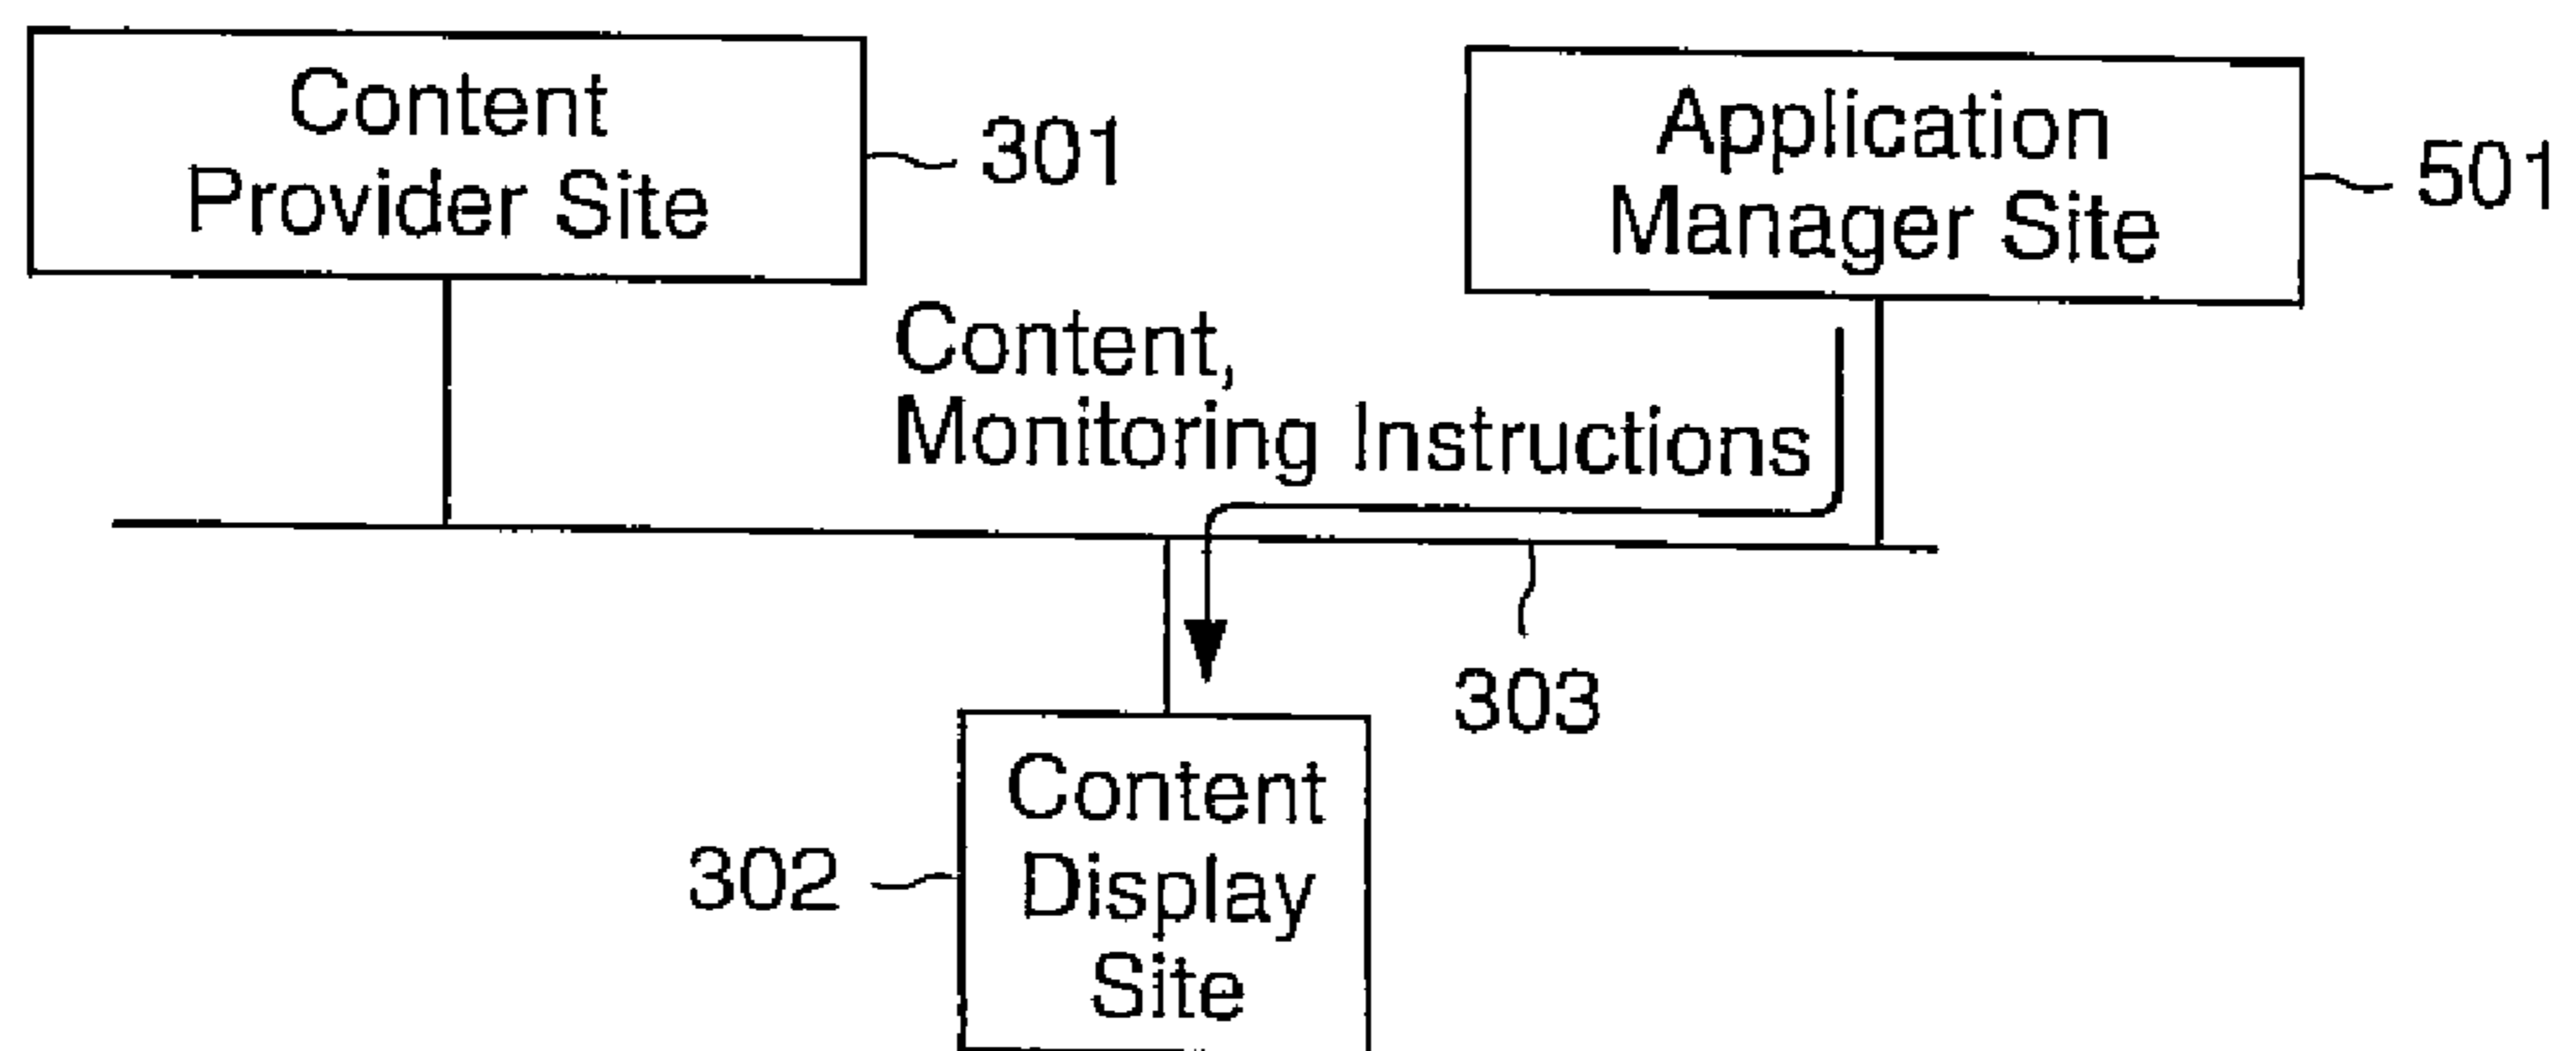 Content
Provider Site
301
Application
Manager Site
501
Content,
Monitoring Instructions
303
302
Content
Display
Site